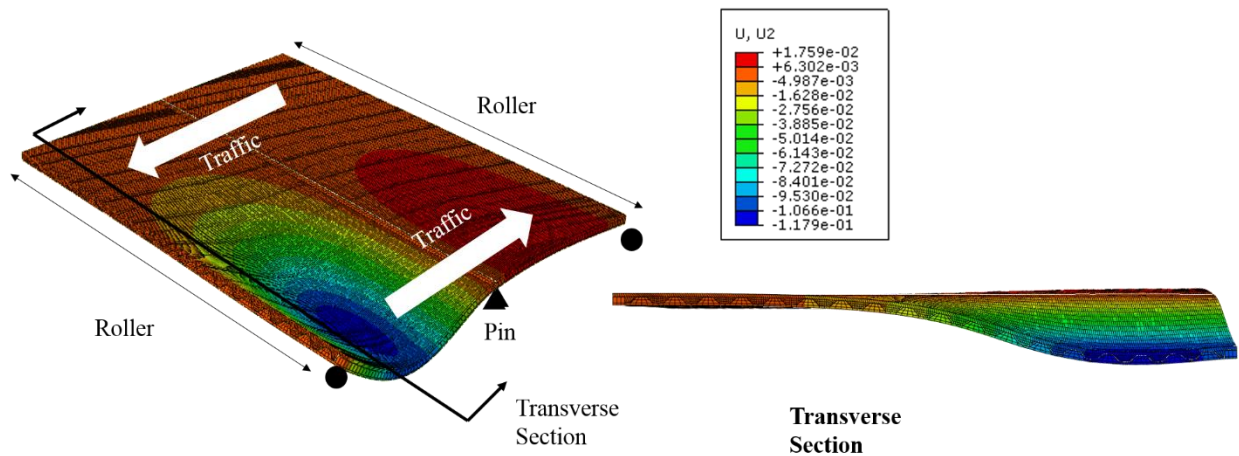 Roller
Traffic
Traffic
Roller
Pin
Transverse
Section
U, U2
+1.759e-02
+6.302e-03
-4.987e-03
-1.628e-02
-2.756e-02
-3.885e-02
-5.014e-02
-6.143e-02
-7.272e-02
-8.401e-02
-9.530e-02
-1.066e-01
-1.179e-01
Transverse
Section